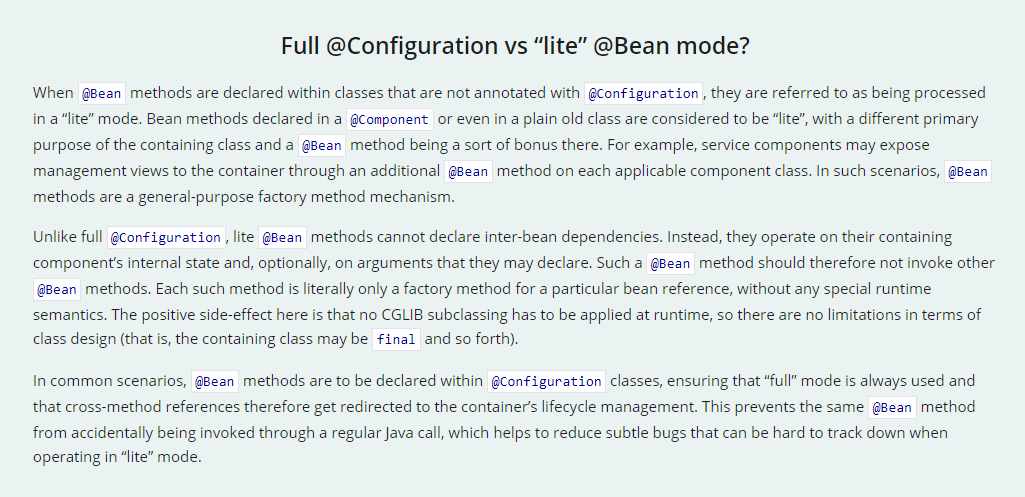 Full @Configuration vs “lite” @Bean mode?
When @Bean methods are declared within classes that are not annotated with @Configuration, they are referred to as being processed
in a “lite” mode. Bean methods declared in a @Component or even in a plain old class are considered to be “lite”, with a different primary
purpose of the containing class and a @Bean method being a sort of bonus there. For example, service components may expose
management views to the container through an additional @Bean method on each applicable component class. In such scenarios, @Bean
methods are a general-purpose factory method mechanism.
Unlike full @Configuration, lite @Bean methods cannot declare inter-bean dependencies. Instead, they operate on their containing
component’s internal state and, optionally, on arguments that they may declare. Such a @Bean method should therefore not invoke other
@Bean methods. Each such method is literally only a factory method for a particular bean reference, without any special runtime
semantics. The positive side-effect here is that no CGLIB subclassing has to be applied at runtime, so there are no limitations in terms of
class design (that is, the containing class may be final and so forth).
In common scenarios, @Bean methods are to be declared within @Configuration classes, ensuring that “full” mode is always used and
that cross-method references therefore get redirected to the container’s lifecycle management. This prevents the same @Bean method
from accidentally being invoked through a regular Java call, which helps to reduce subtle bugs that can be hard to track down when
operating in “lite” mode.